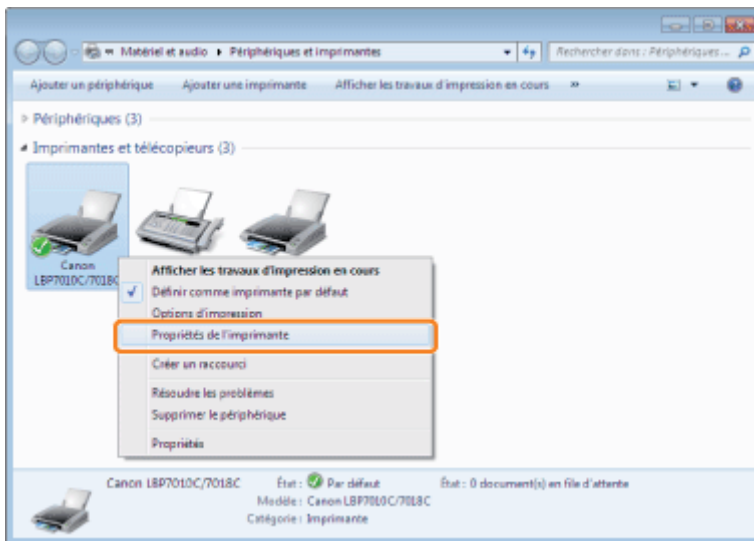 Matériel et audio ▸ Périphériques et imprimantes
Rechercher dans : Périphériques...
Ajouter un périphérique Ajouter une imprimante Afficher les travaux d'impression en cours »
Périphériques (3)
Imprimantes et télécopieurs (3)
Canon
LBP7010C/7018C
Afficher les travaux d'impression en cours
Définir comme imprimante par défaut
Options d'impression
Propriétés de l'imprimante
Créer un raccourci
Résoudre les problèmes
Supprimer le périphérique
Propriétés
Canon LBP7010C/7018C État : Par défaut État : 0 document(s) en file d'attente
Modèle : Canon LBP7010C/7018C
Catégorie : Imprimante